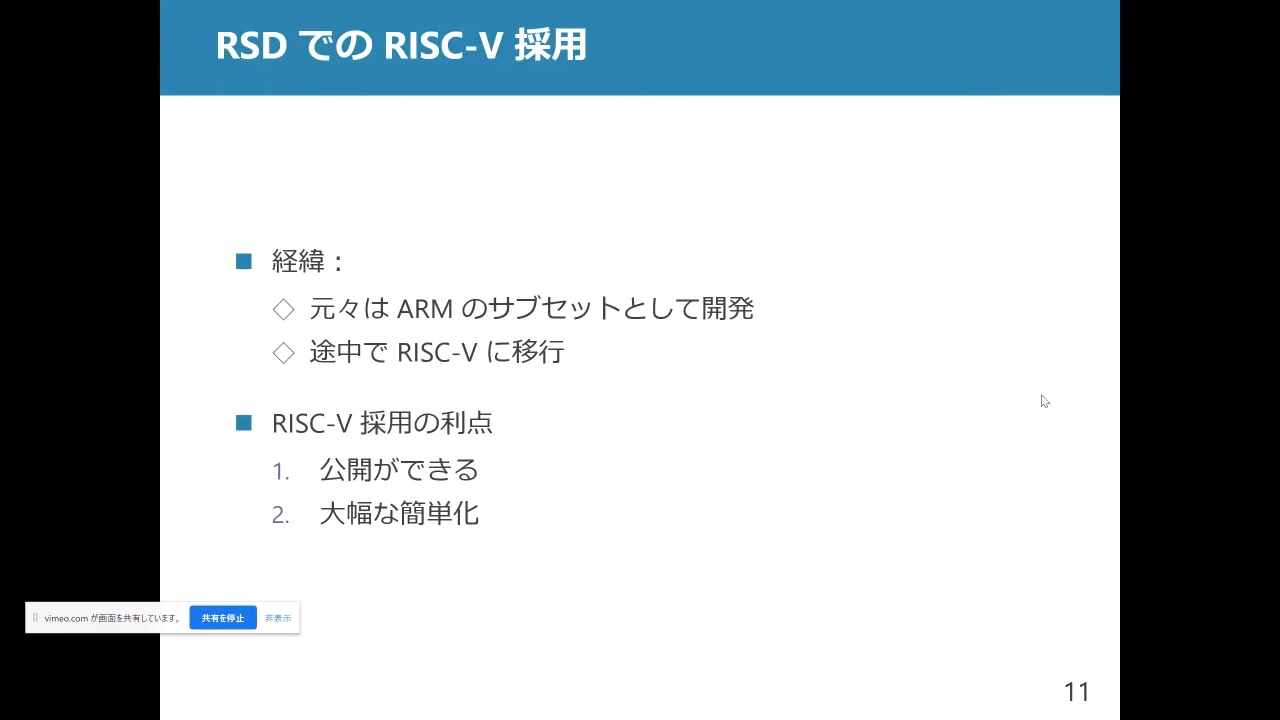 RSD での RISC-V 採用
■ 経緯：
◇ 元々は ARM のサブセットとして開発
◇ 途中で RISC-V に移行
■ RISC-V 採用の利点
1. 公開ができる
2. 大幅な簡単化
vimeo.com が画面を共有しています。 共有を停止 非表示
11